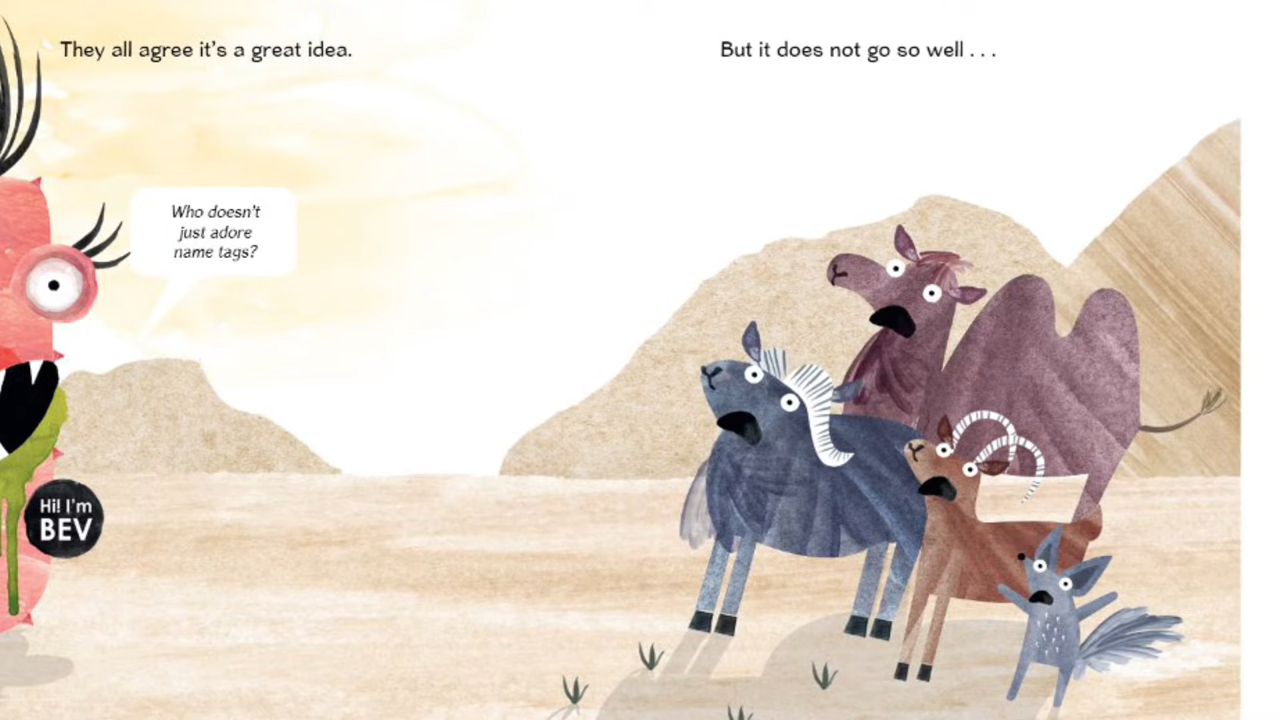 They all agree it’s a great idea.
Who doesn’t
just adore
name tags?
Hi! I’m
BEV
But it does not go so well . . .